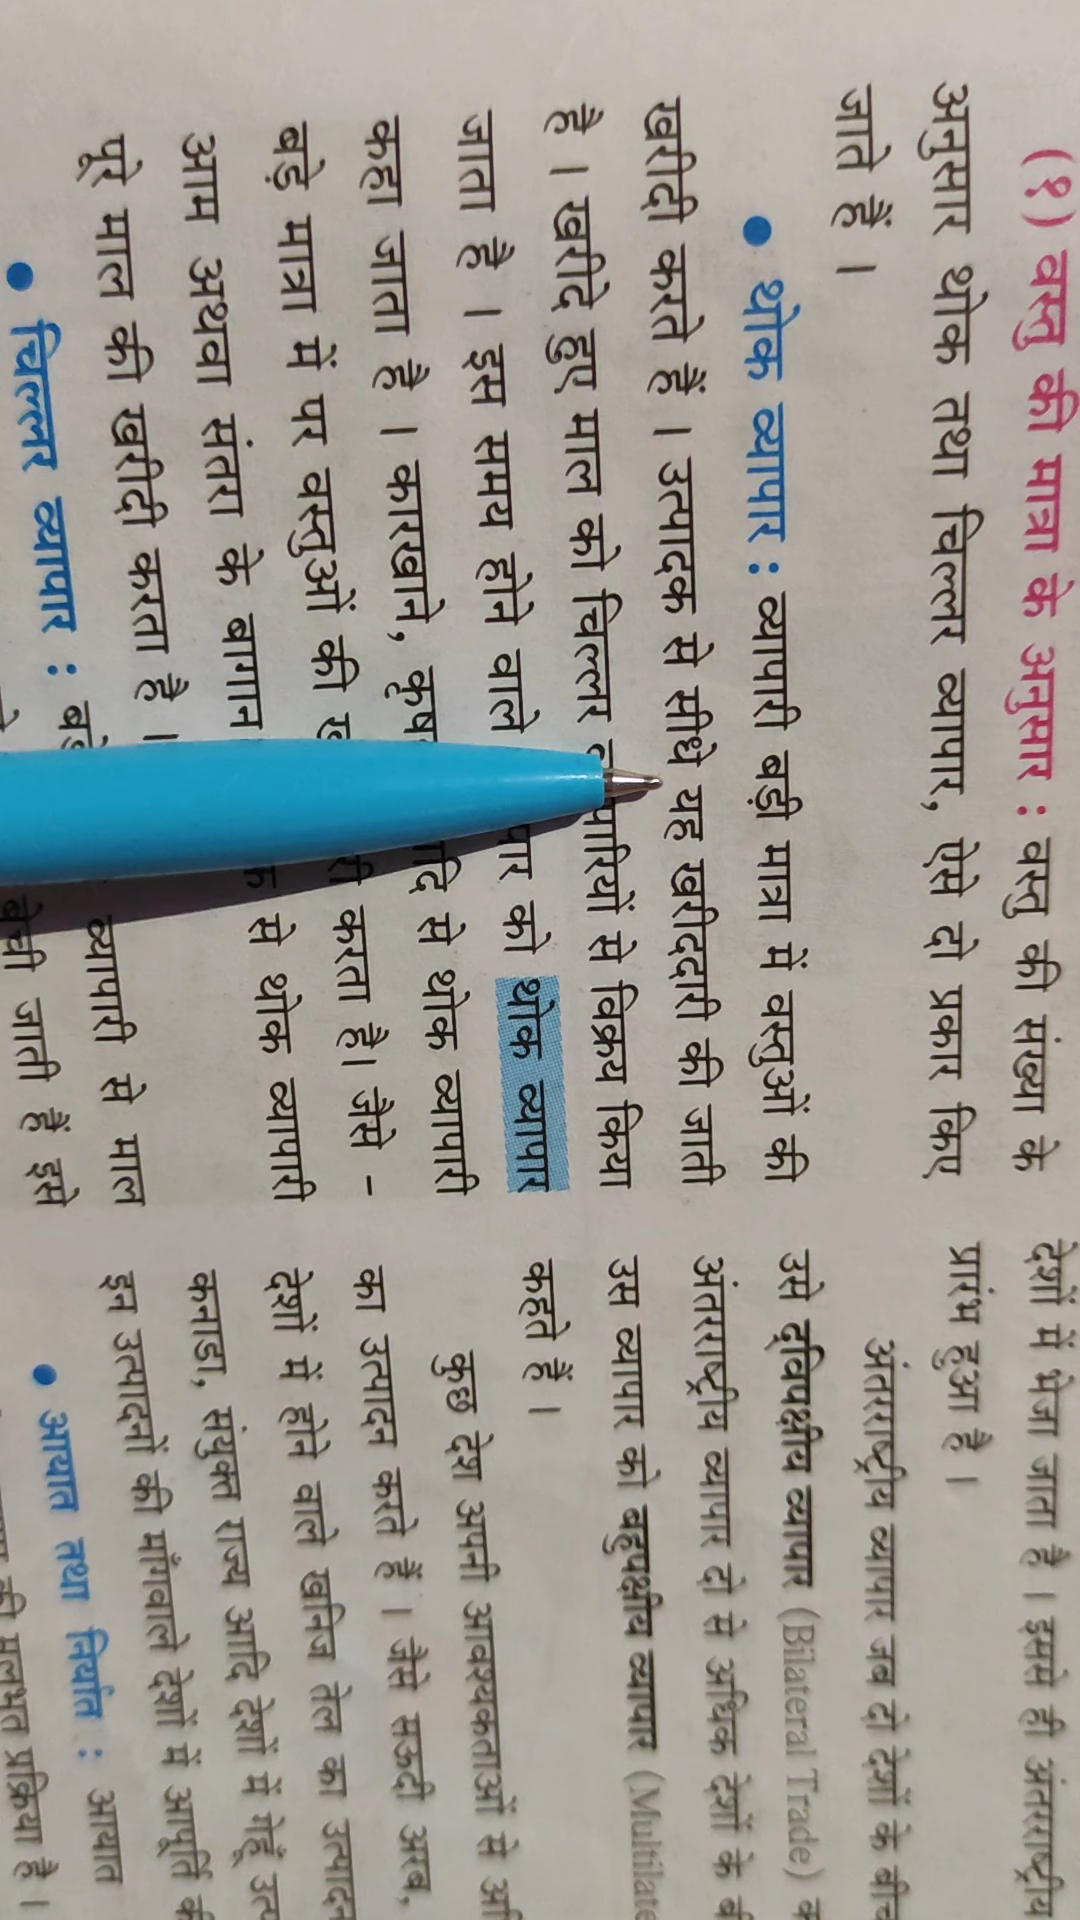 (१) वस्तु की मात्रा के अनुसार : वस्तु की संख्या के
अनुसार थोक तथा चिल्लर व्यापार, ऐसे दो प्रकार किए
जाते हैं ।
● थोक व्यापार : व्यापारी बड़ी मात्रा में वस्तुओं की
खरीदी करते हैं । उत्पादक से सीधे यह खरीददारी की जाती
है । खरीदे हुए माल को चिल्लर से विक्रय किया
जाता है । इस समय होने वाले को थोक व्यापार
कहा जाता है । कारखाने, से थोक व्यापारी
बड़े मात्रा में पर वस्तुओं की करता है। जैसे -
आम अथवा संतरा के बागान से थोक व्यापारी
पूरे माल की खरीदी करता है ।
● चिल्लर व्यापार : व्यापारी से माल
जाती हैं इसे
देशों में भेजा जाता है । इससे ही अंतरराष्ट्रीय
प्रारंभ हुआ है ।
अंतरराष्ट्रीय व्यापार जब दो देशों के बीच
उसे द्विपक्षीय व्यापार (Bilateral Trade)
अंतरराष्ट्रीय व्यापार दो से अधिक देशों के
उस व्यापार को बहुपक्षीय व्यापार
कहते है ।
कुछ देश अपनी आवश्यकताओं से
का उत्पादन करते हैं । जैसे सऊदी अरब,
देशों में होने वाले खनिज तेल का उत्पादन
कनाडा, संयुक्त राज्य आदि देशों में गेहूं
इन उत्पादनों की मांगवाले देशों में आपूर्ति
● आयात तथा निर्यात : आयात
प्रक्रिया है ।